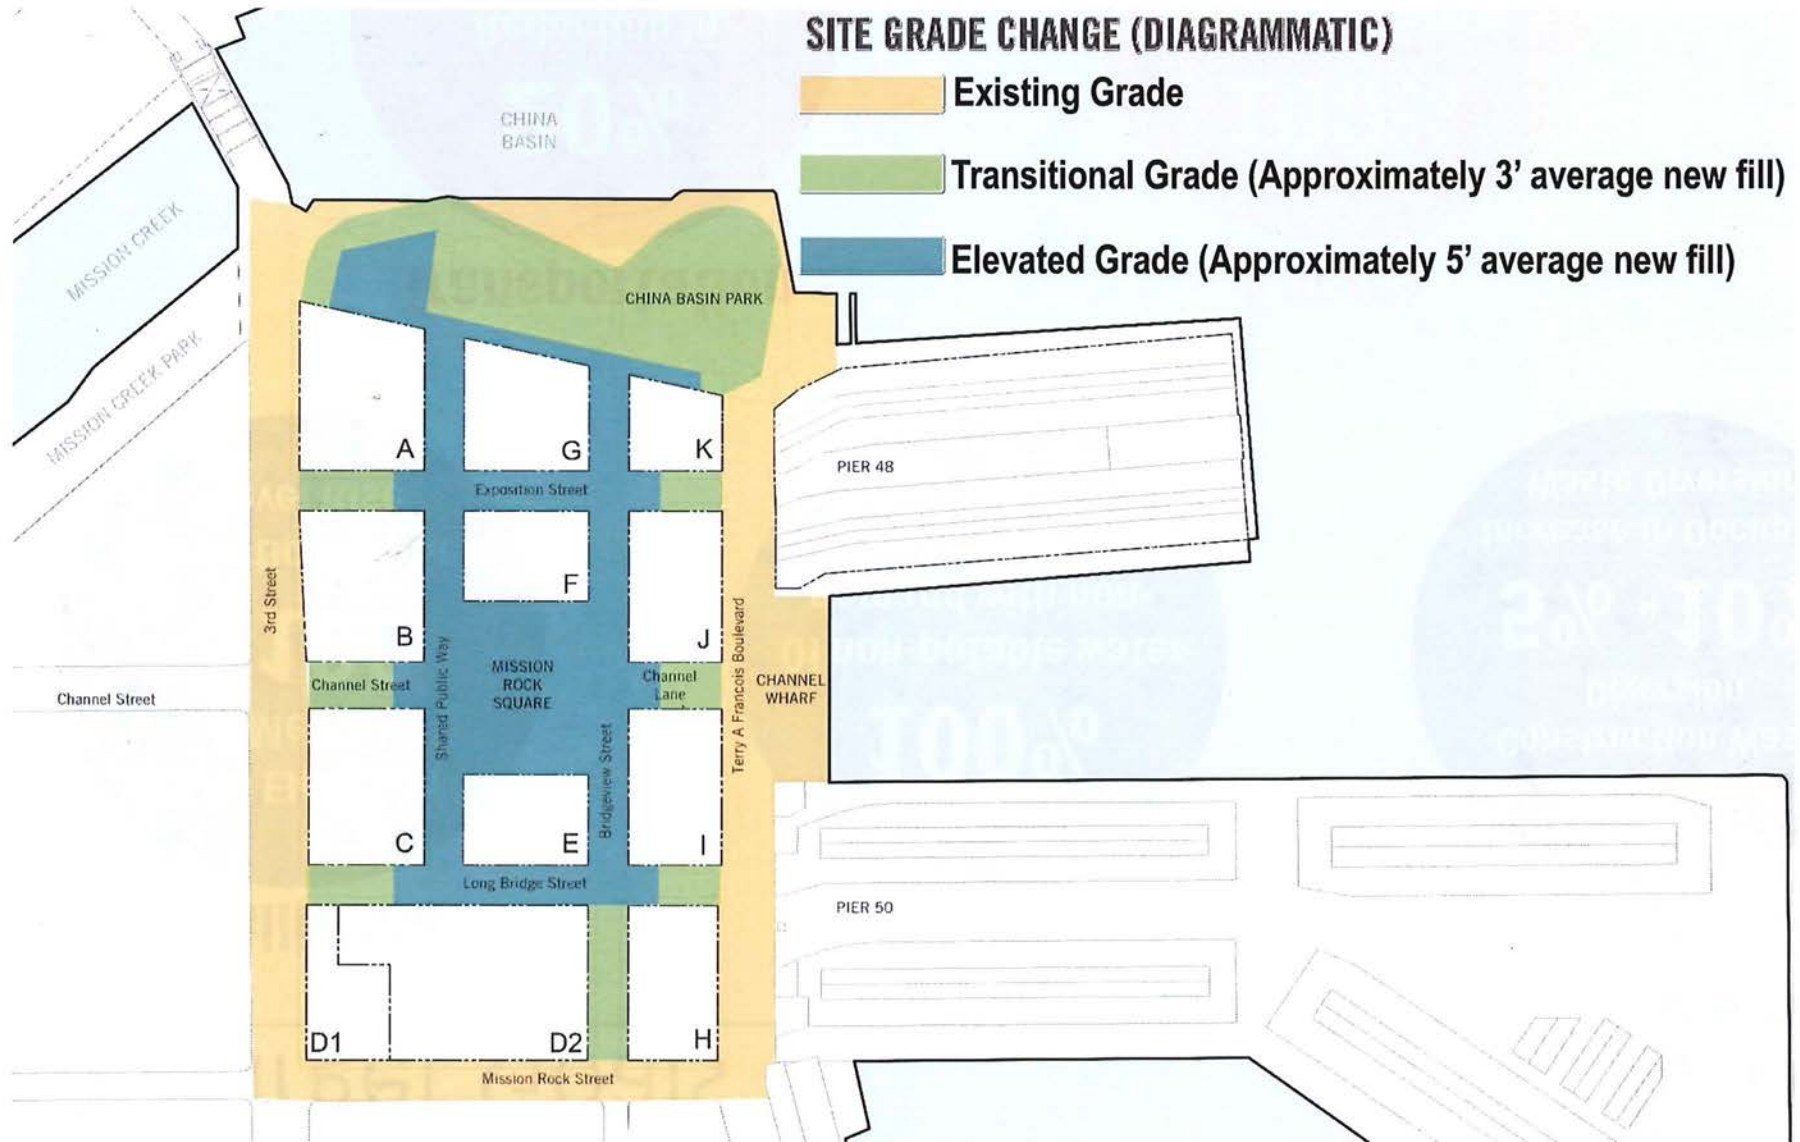 SITE GRADE CHANGE (DIAGRAMMATIC)
Existing Grade
Transitional Grade (Approximately 3’ average new fill)
Elevated Grade (Approximately 5’ average new fill)
CHINA
BASIN
MISSION CREEK
MISSION CREEK PARK
CHINA BASIN PARK
A
G
K
PIER 48
Exposition Street
F
3rd Street
B
J
Terry A Francois Boulevard
Shared Public Way
MISSION
ROCK
SQUARE
Channel Street
Channel Street
Channel
Lane
CHANNEL
WHARF
Bridgeview Street
C
E
I
Long Bridge Street
PIER 50
D1
D2
H
Mission Rock Street